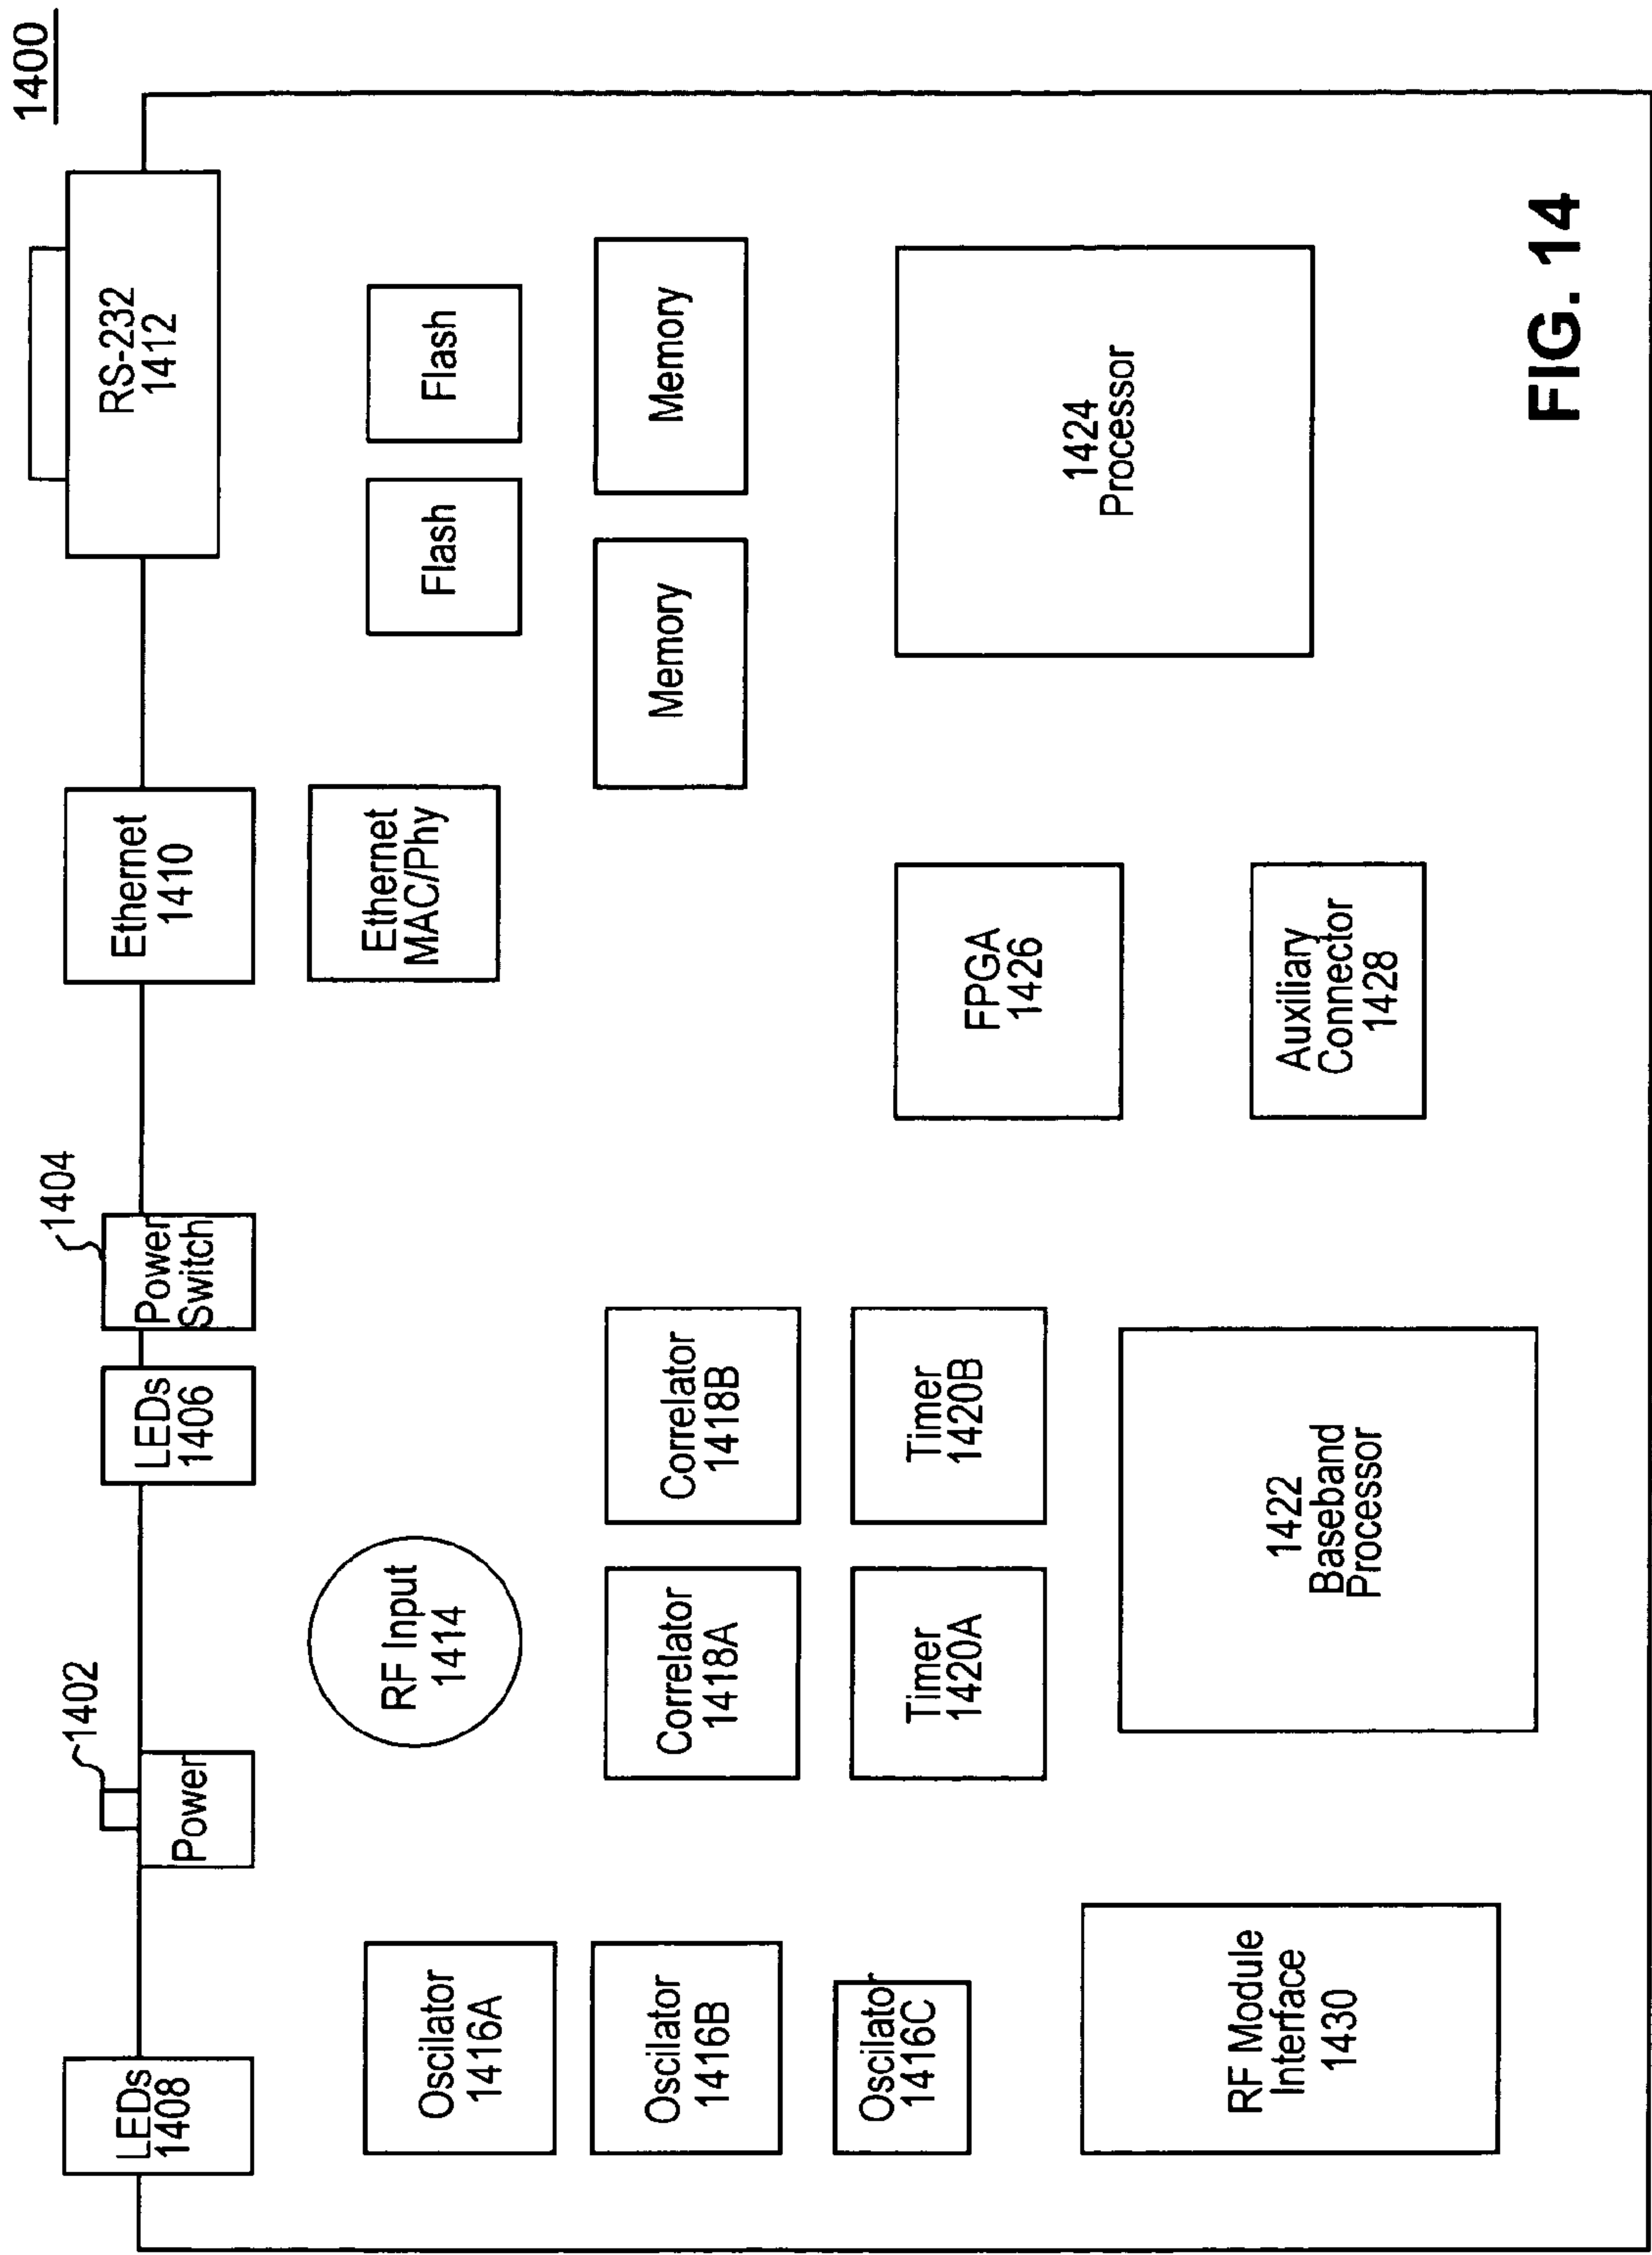 1400
1402
1404
LEDs
1408
Power
LEDs
1406
Power
Switch
Ethernet
1410
RS-232
1412
Oscilator
1416A
RF Input
1414
Ethernet
MAC/Phy
Flash
Flash
Oscilator
1416B
Correlator
1418A
Correlator
1418B
Memory
Memory
Oscilator
1416C
Timer
1420A
Timer
1420B
FPGA
1426
1424
Processor
RF Module
Interface
1430
1422
Baseband
Processor
Auxiliary
Connector
1428
FIG. 14